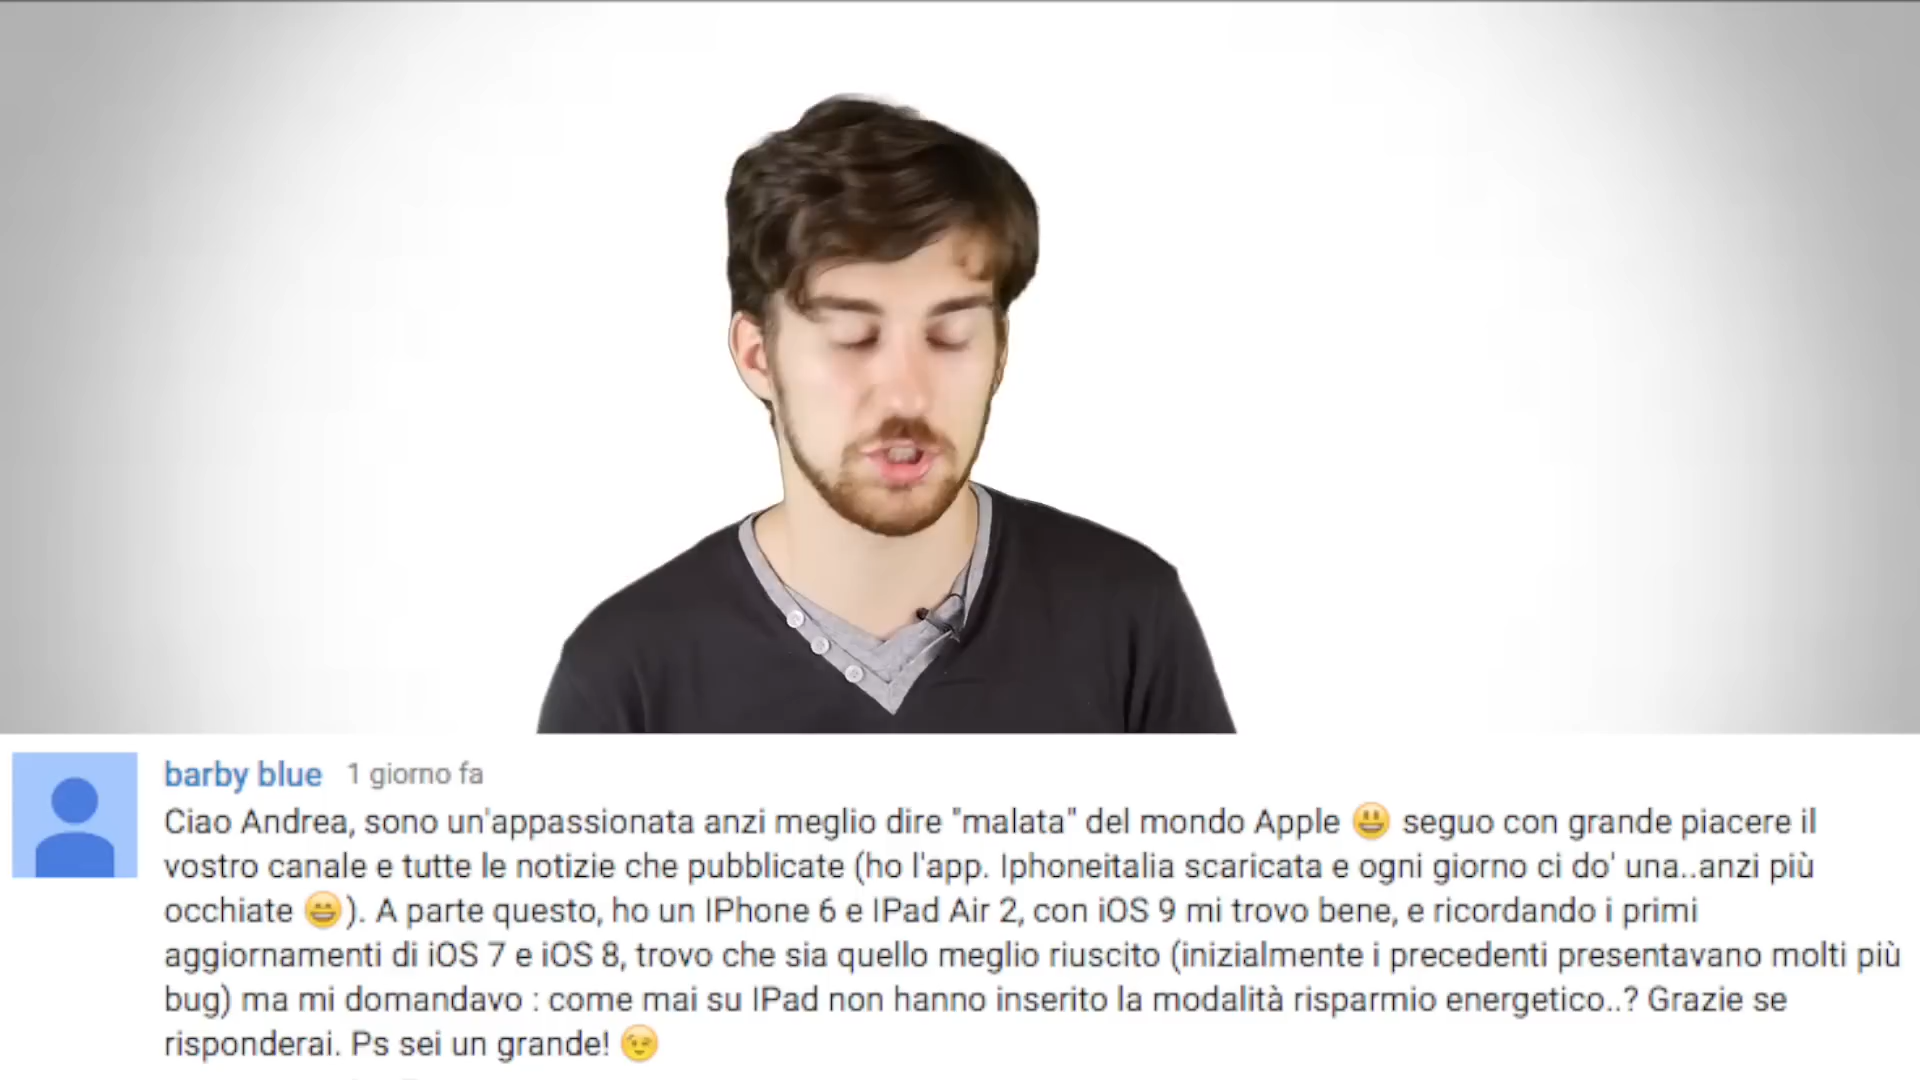 barby blue 1 giorno fa
Ciao Andrea, sono un'appassionata anzi meglio dire "malata" del mondo Apple 😃 seguo con grande piacere il
vostro canale e tutte le notizie che pubblicate (ho l'app. Iphoneitalia scaricata e ogni giorno ci do' una..anzi più
occhiate 😄). A parte questo, ho un IPhone 6 e IPad Air 2, con iOS 9 mi trovo bene, e ricordando i primi
aggiornamenti di iOS 7 e iOS 8, trovo che sia quello meglio riuscito (inizialmente i precedenti presentavano molti più
bug) ma mi domandavo : come mai su IPad non hanno inserito la modalità risparmio energetico..? Grazie se
risponderai. Ps sei un grande! 😉